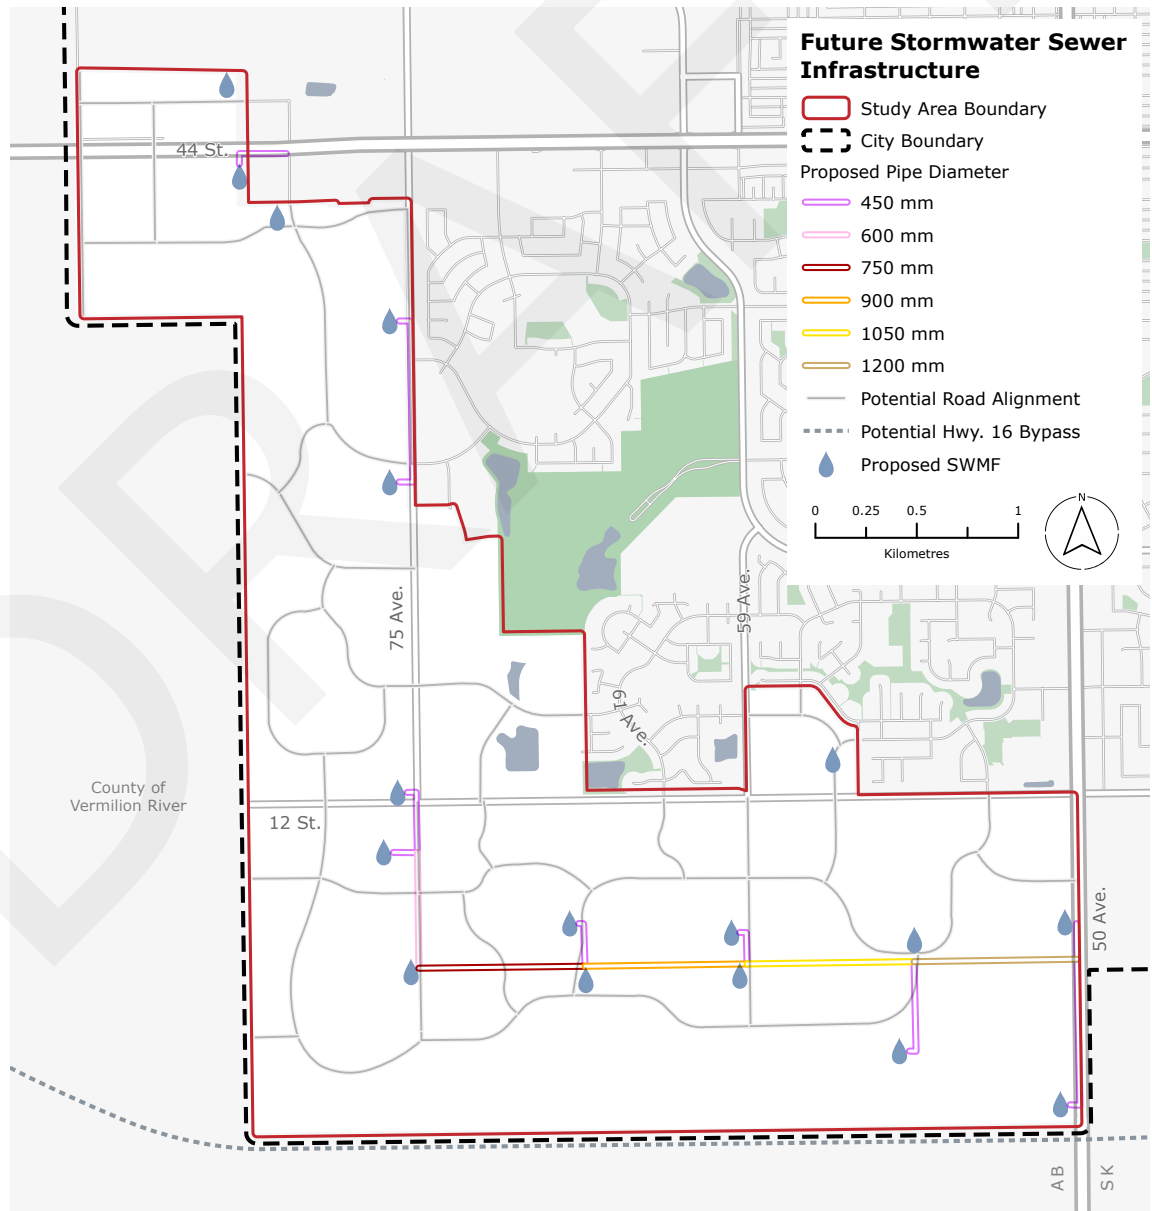 Future Stormwater Sewer
Infrastructure
Study Area Boundary
City Boundary
Proposed Pipe Diameter
450 mm
600 mm
750 mm
900 mm
1050 mm
1200 mm
Potential Road Alignment
Potential Hwy. 16 Bypass
Proposed SWMF
0 0.25 0.5 1
Kilometres
N
44 St.
75 Ave.
59 Ave.
61 Ave.
County of
Vermilion River
12 St.
50 Ave.
AB
SK
DRAFT